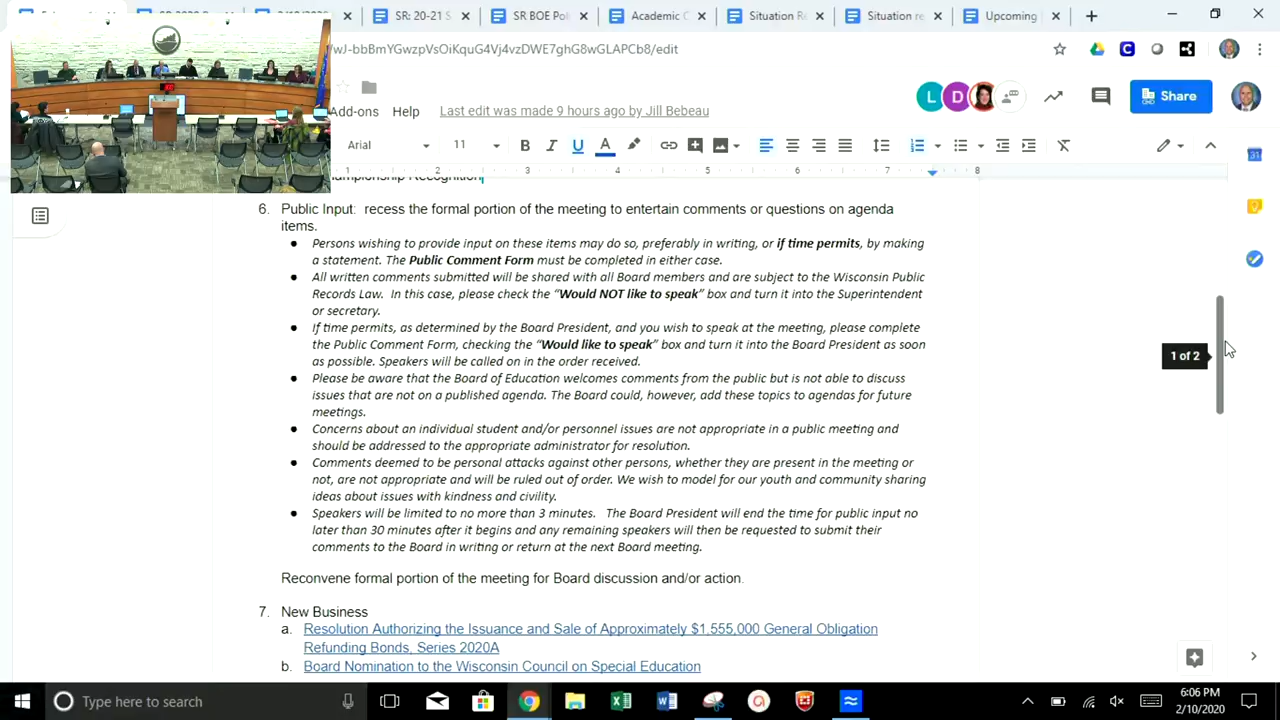 SR: 20-21 S
SR BOE Pol
Academic C
Situation Re
Situation re
Upcoming
wJ-bbBmYGwzpVsOiKquG4Vj4vzDWE7ghG8wGLAPCb8/edit
Add-ons Help Last edit was made 9 hours ago by Jill Bebeau
L D Share
Arial 11 B I U A
1 2 3 4 5 6 7 8
Championship Recognition
6. Public Input: recess the formal portion of the meeting to entertain comments or questions on agenda
items.
● Persons wishing to provide input on these items may do so, preferably in writing, or if time permits, by making
a statement. The Public Comment Form must be completed in either case.
● All written comments submitted will be shared with all Board members and are subject to the Wisconsin Public
Records Law. In this case, please check the “Would NOT like to speak” box and turn it into the Superintendent
or secretary.
● If time permits, as determined by the Board President, and you wish to speak at the meeting, please complete
the Public Comment Form, checking the “Would like to speak” box and turn it into the Board President as soon
as possible. Speakers will be called on in the order received.
● Please be aware that the Board of Education welcomes comments from the public but is not able to discuss
issues that are not on a published agenda. The Board could, however, add these topics to agendas for future
meetings.
● Concerns about an individual student and/or personnel issues are not appropriate in a public meeting and
should be addressed to the appropriate administrator for resolution.
● Comments deemed to be personal attacks against other persons, whether they are present in the meeting or
not, are not appropriate and will be ruled out of order. We wish to model for our youth and community sharing
ideas about issues with kindness and civility.
● Speakers will be limited to no more than 3 minutes. The Board President will end the time for public input no
later than 30 minutes after it begins and any remaining speakers will then be requested to submit their
comments to the Board in writing or return at the next Board meeting.
1 of 2
Reconvene formal portion of the meeting for Board discussion and/or action.
7. New Business
a. Resolution Authorizing the Issuance and Sale of Approximately $1,555,000 General Obligation
Refunding Bonds, Series 2020A
b. Board Nomination to the Wisconsin Council on Special Education
Type here to search
6:06 PM
2/10/2020